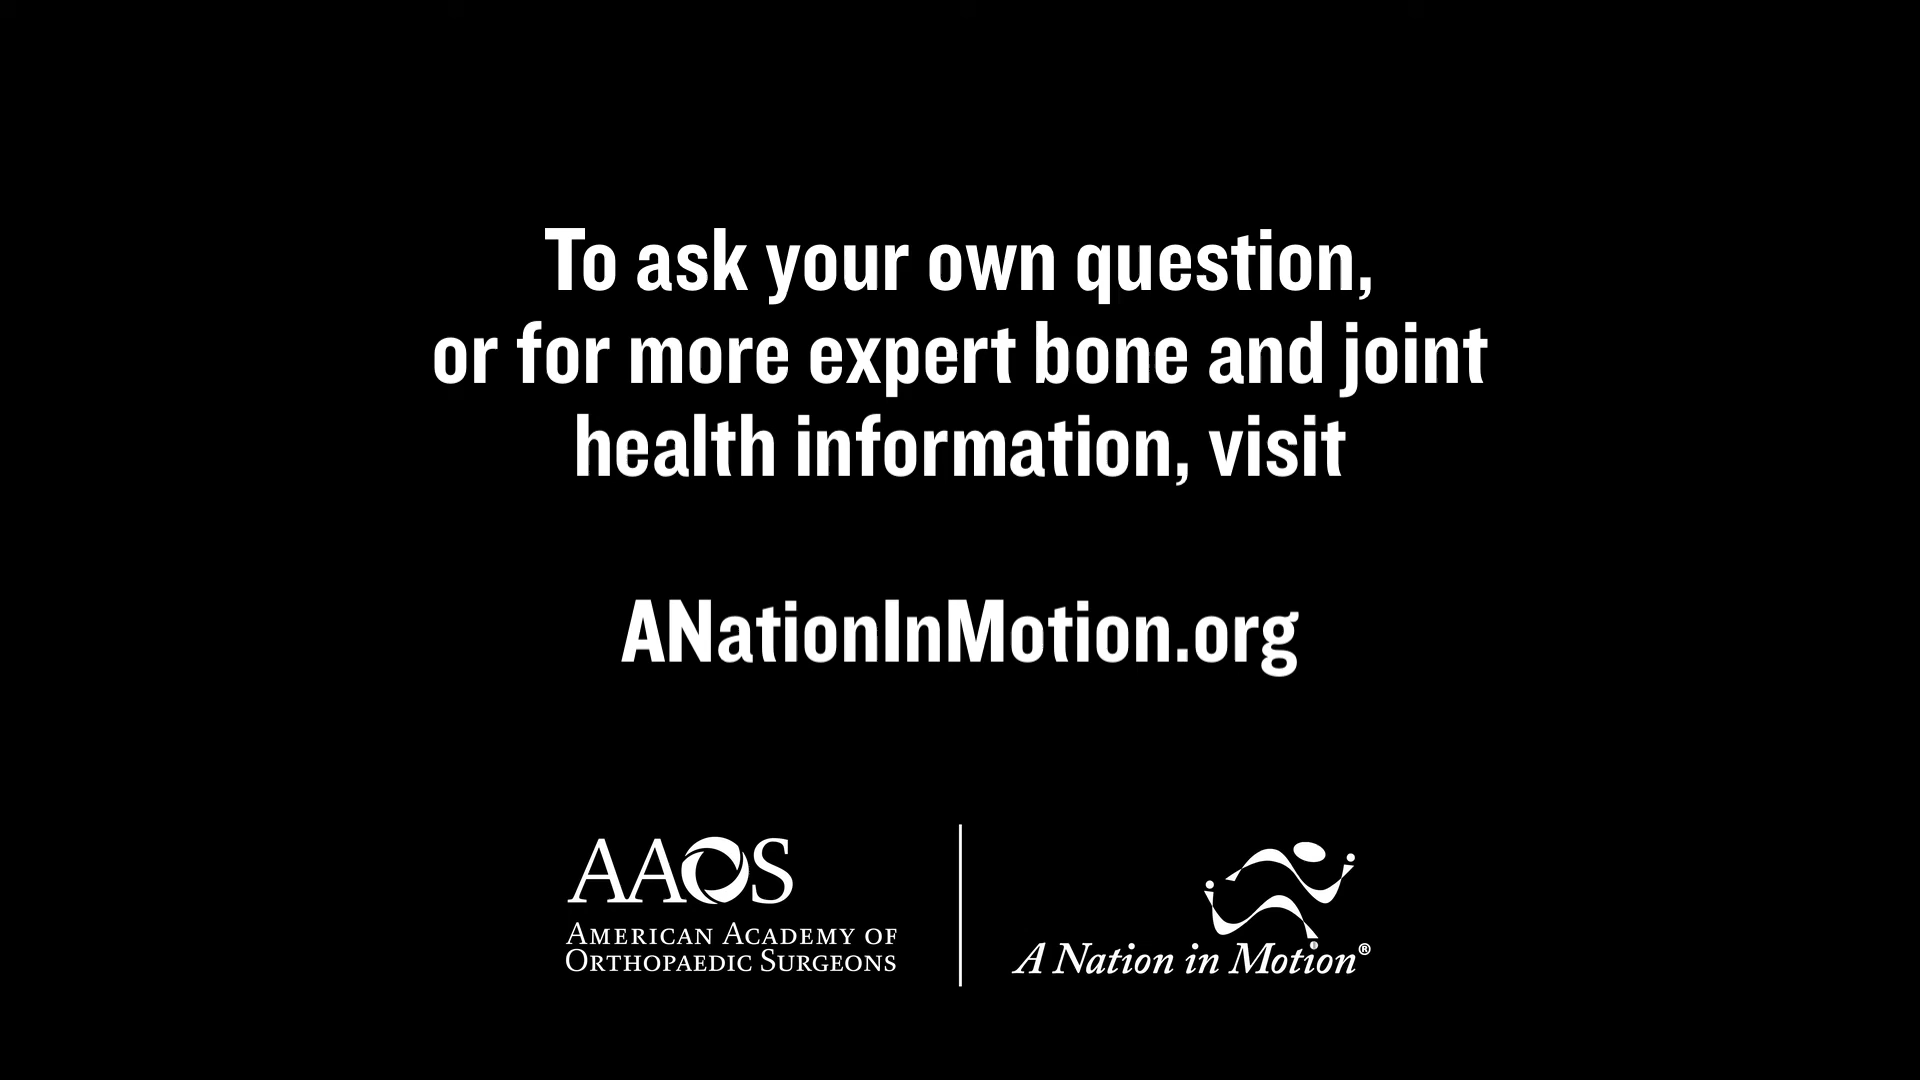 To ask your own question,
or for more expert bone and joint
health information, visit
ANationInMotion.org
AAOS
AMERICAN ACADEMY OF
ORTHOPAEDIC SURGEONS
A Nation in Motion®